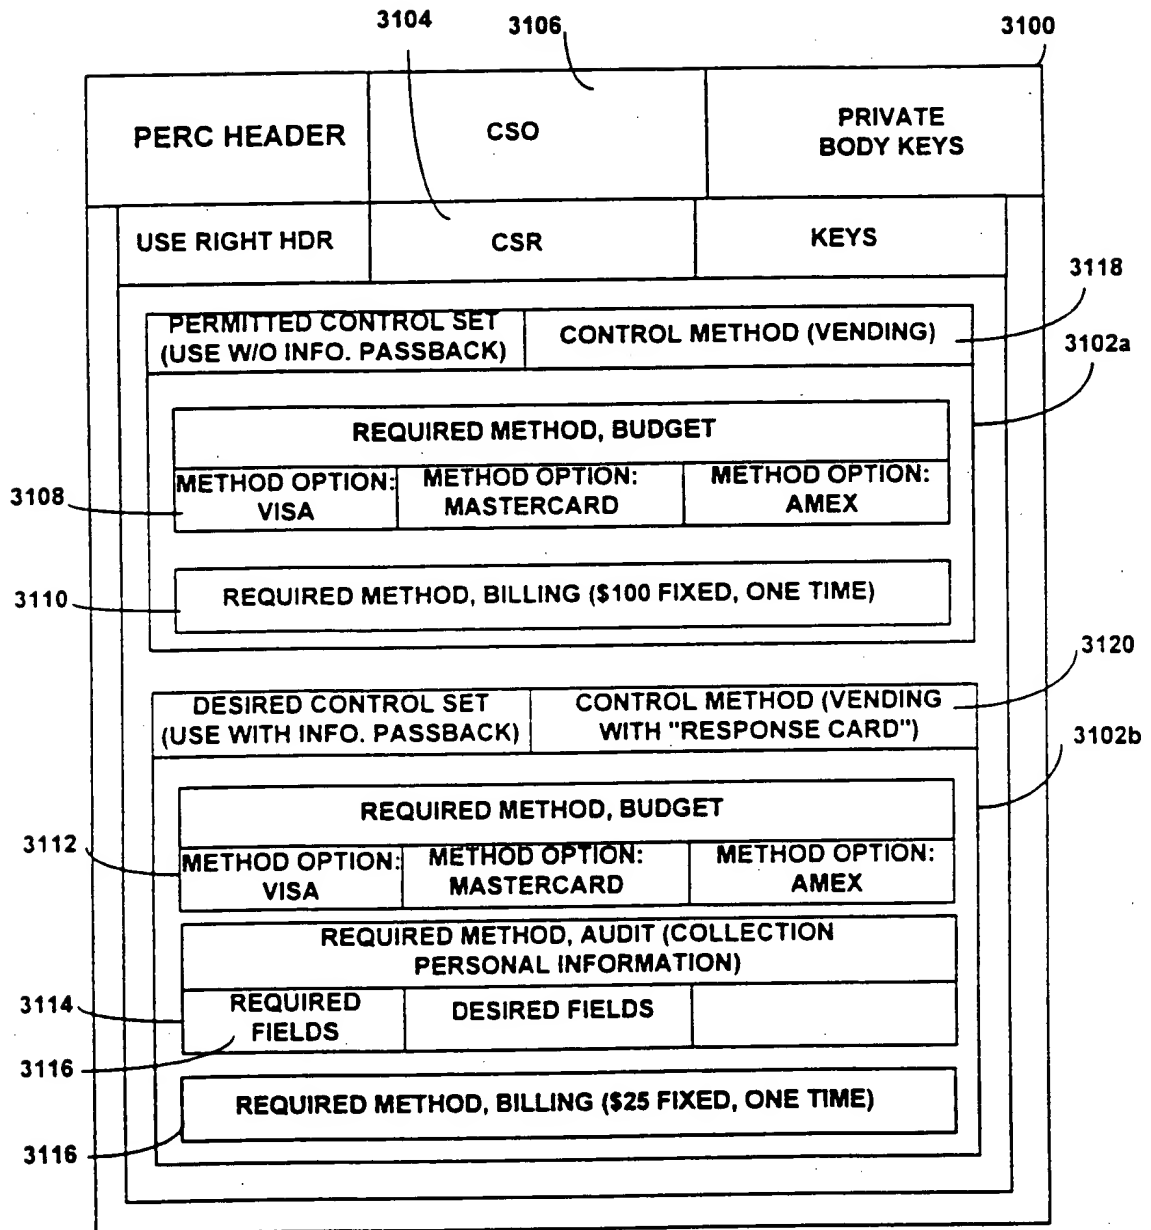 3104
3106
3100
PERC HEADER
CSO
PRIVATE
BODY KEYS
USE RIGHT HDR
CSR
KEYS
3118
PERMITTED CONTROL SET
(USE W/O INFO. PASSBACK)
CONTROL METHOD (VENDING)
3102a
REQUIRED METHOD, BUDGET
3108
METHOD OPTION:
VISA
METHOD OPTION:
MASTERCARD
METHOD OPTION:
AMEX
3110
REQUIRED METHOD, BILLING ($100 FIXED, ONE TIME)
3120
DESIRED CONTROL SET
(USE WITH INFO. PASSBACK)
CONTROL METHOD (VENDING
WITH "RESPONSE CARD")
3102b
REQUIRED METHOD, BUDGET
3112
METHOD OPTION:
VISA
METHOD OPTION:
MASTERCARD
METHOD OPTION:
AMEX
REQUIRED METHOD, AUDIT (COLLECTION
PERSONAL INFORMATION)
3114
REQUIRED
FIELDS
DESIRED FIELDS
3116
REQUIRED METHOD, BILLING ($25 FIXED, ONE TIME)
3116